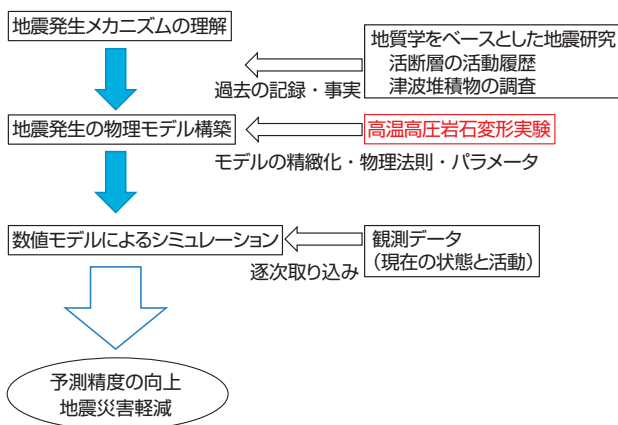 地震発生メカニズムの理解
地質学をベースとした地震研究
活断層の活動履歴
津波堆積物の調査
過去の記録・事実
地震発生の物理モデル構築
高温高圧岩石変形実験
モデルの精緻化・物理法則・パラメータ
数値モデルによるシミュレーション
観測データ
（現在の状態と活動）
逐次取り込み
予測精度の向上
地震災害軽減